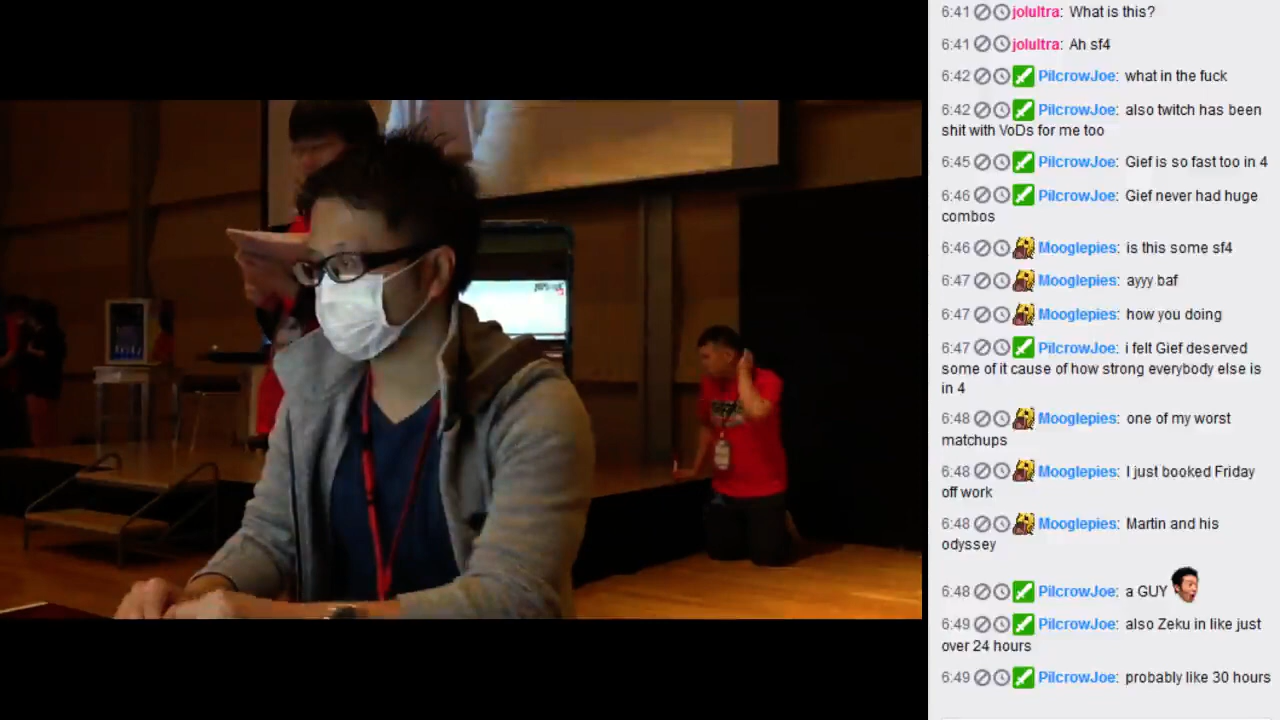 6:41 jolultra: What is this?
6:41 jolultra: Ah sf4
6:42 PilcrowJoe: what in the fuck
6:42 PilcrowJoe: also twitch has been
shit with VoDs for me too
6:45 PilcrowJoe: Gief is so fast too in 4
6:46 PilcrowJoe: Gief never had huge
combos
6:46 Mooglepies: is this some sf4
6:47 Mooglepies: ayyy baf
6:47 Mooglepies: how you doing
6:47 PilcrowJoe: i felt Gief deserved
some of it cause of how strong everybody else is
in 4
6:48 Mooglepies: one of my worst
matchups
6:48 Mooglepies: I just booked Friday
off work
6:48 Mooglepies: Martin and his
odyssey
6:48 PilcrowJoe: a GUY
6:49 PilcrowJoe: also Zeku in like just
over 24 hours
6:49 PilcrowJoe: probably like 30 hours